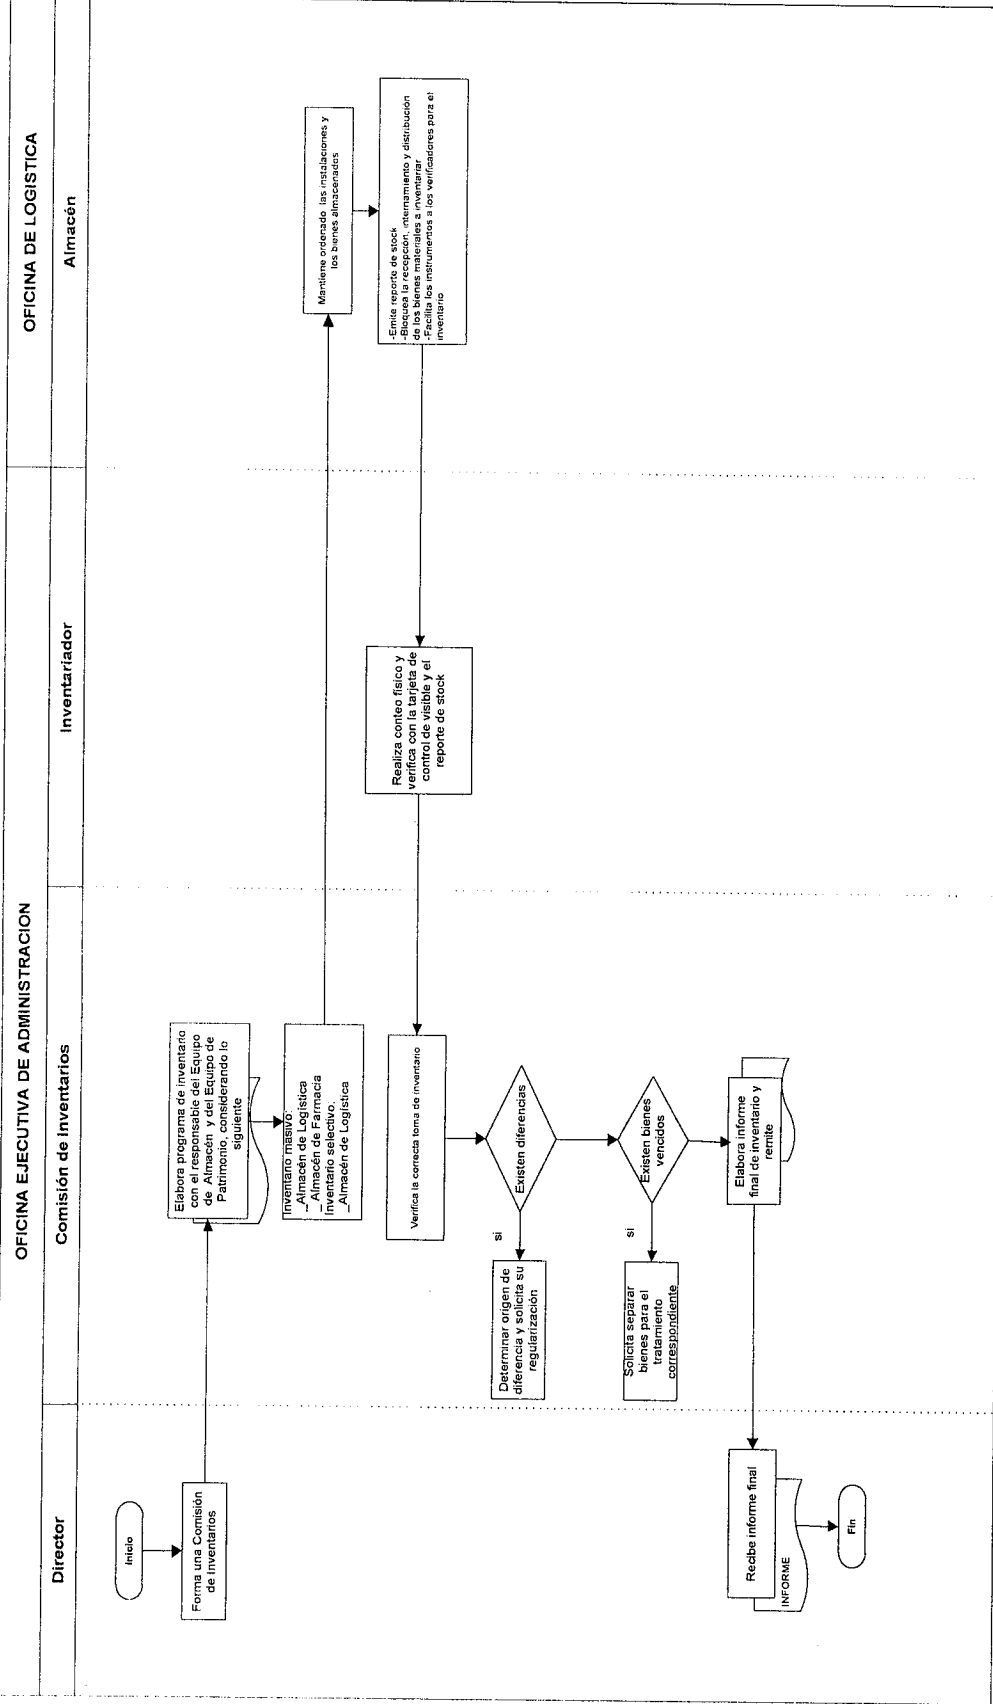 OFICINA EJECUTIVA DE ADMINISTRACION
OFICINA DE LOGISTICA
Director
Comisión de Inventarios
Inventariador
Almacén
Inicio
Forma una Comisión
de Inventarios
Elabora programa de inventario
con el responsable del Equipo
de Almacén y del Equipo de
Patrimonio, considerando lo
siguiente
Inventario masivo:
_Almacén de Logística
_ Almacén de Farmacia
Inventario selectivo:
_Almacén de Logística
Mantiene ordenado las instalaciones y
los bienes almacenados
-Emite reporte de stock
-Bloquea la recepción, internamiento y distribución
de los bienes materiales a inventariar
-Facilita los instrumentos a los verificadores para el
inventario
Realiza conteo físico y
verifica con la tarjeta de
control de visible y el
reporte de stock
Verifica la correcta toma de inventario
Existen diferencias
si
Determinar origen de
diferencia y solicita su
regularización
Existen bienes
vencidos
si
Solicita separar
bienes para el
tratamiento
correspondiente
Elabora informe
final de inventario y
remite
Recibe informe final
INFORME
Fin